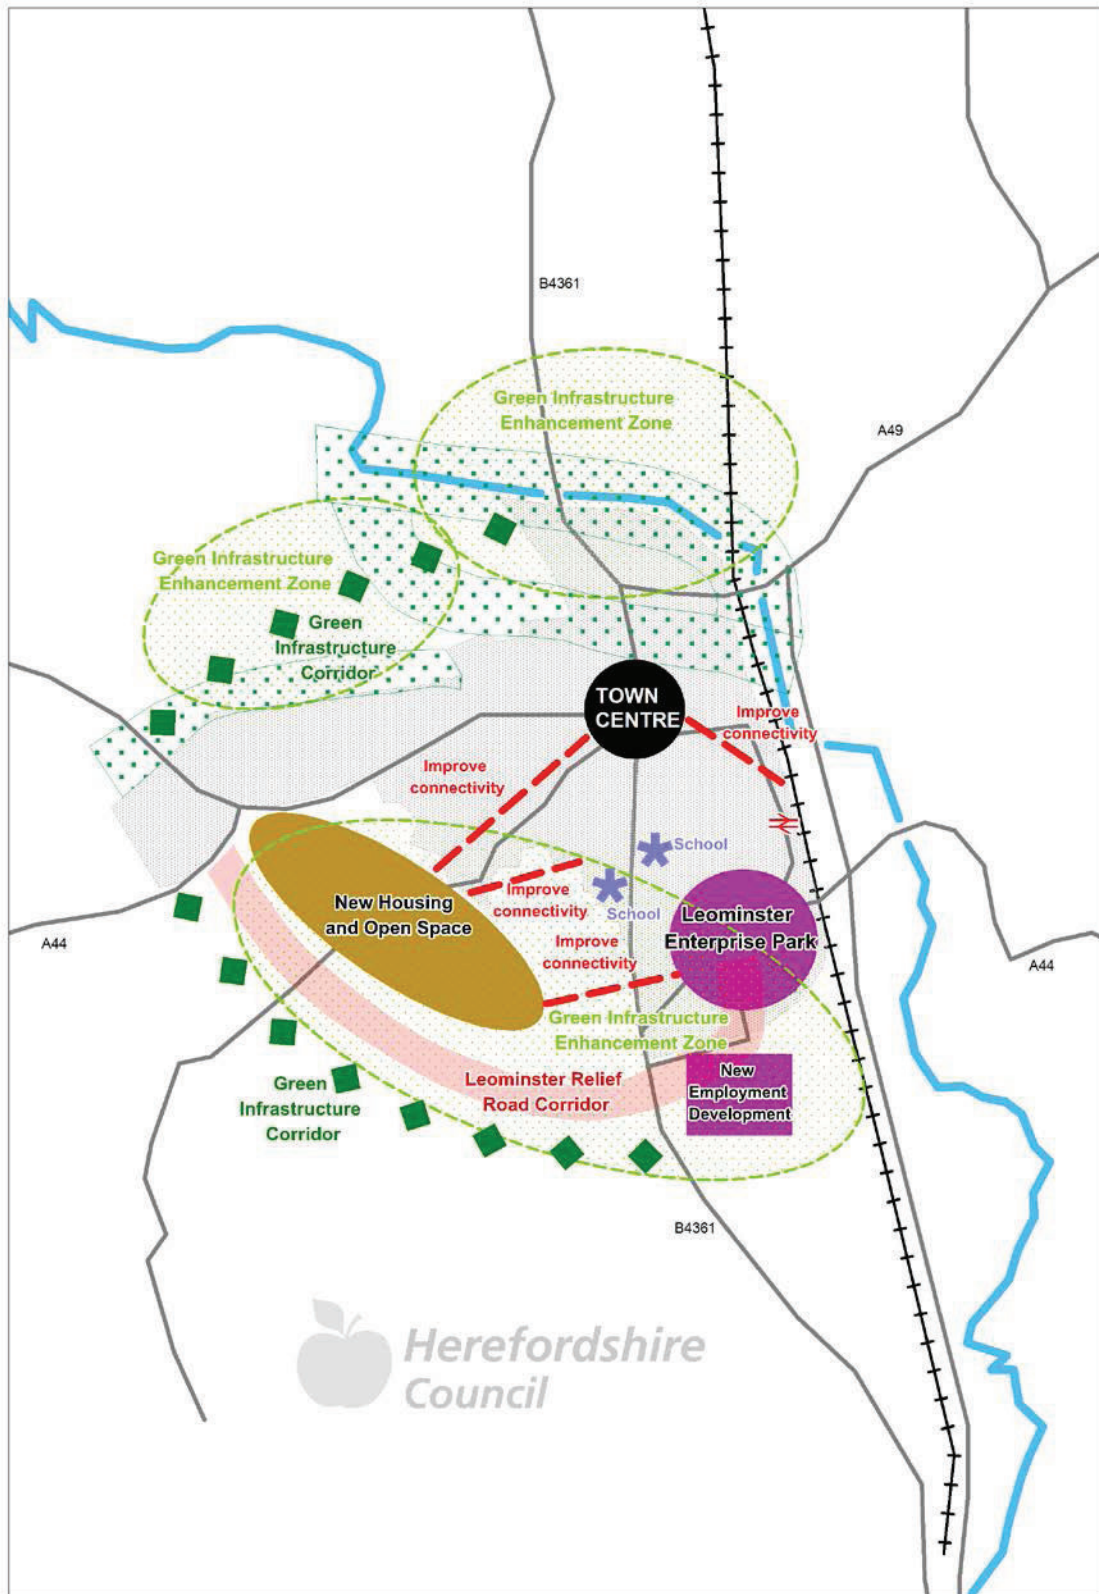 B4361
Green Infrastructure
Enhancement Zone
A49
Green Infrastructure
Enhancement Zone
Green
Infrastructure
Corridor
TOWN
CENTRE
Improve
connectivity
Improve
connectivity
School
School
Improve
connectivity
New Housing
and Open Space
Leominster
Enterprise Park
Improve
connectivity
A44
A44
Green Infrastructure
Enhancement Zone
Leominster Relief
Road Corridor
New
Employment
Development
Green
Infrastructure
Corridor
B4361
Herefordshire
Council